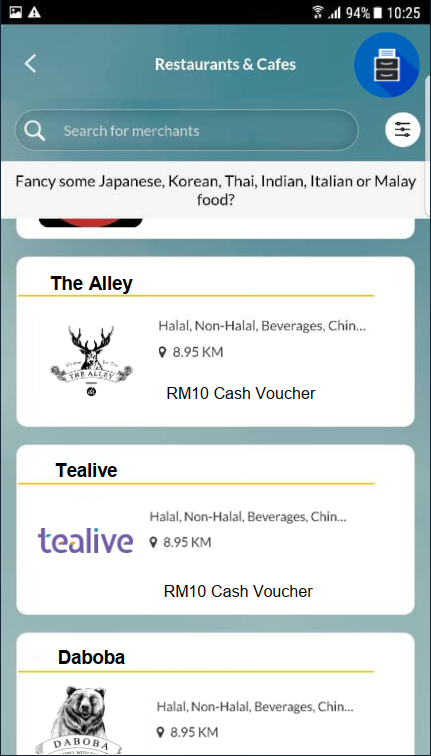 94% 10:25
Restaurants & Cafes
Search for merchants
Fancy some Japanese, Korean, Thai, Indian, Italian or Malay
food?
The Alley
Halal, Non-Halal, Beverages, Chin...
8.95 KM
THE ALLEY
RM10 Cash Voucher
Tealive
Halal, Non-Halal, Beverages, Chin...
tealive
8.95 KM
RM10 Cash Voucher
Daboba
Halal, Non-Halal, Beverages, Chin...
8.95 KM
DABOBA